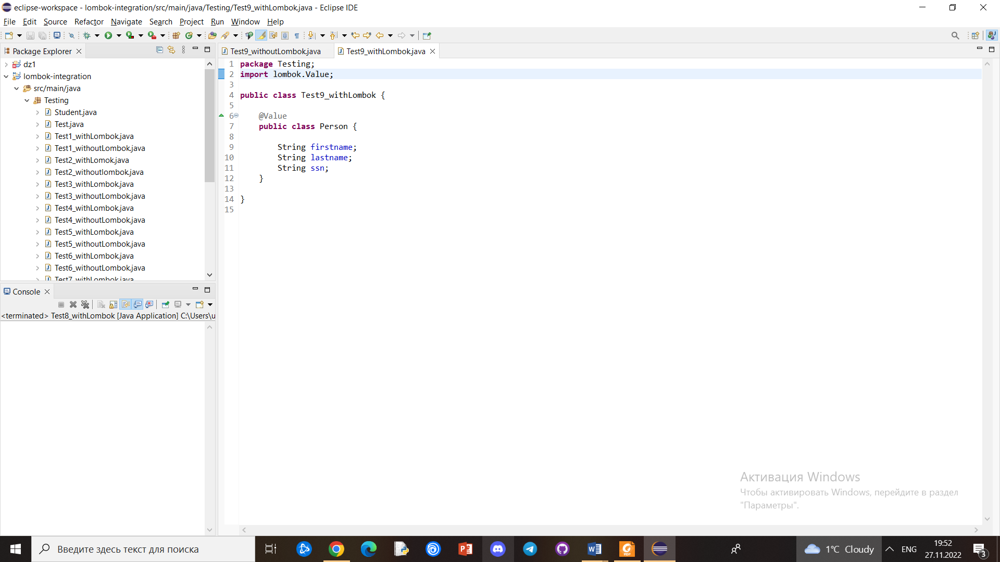 eclipse-workspace - lombok-integration/src/main/java/Testing/Test9_withLombok.java - Eclipse IDE
File Edit Source Refactor Navigate Search Project Run Window Help
Package Explorer
dz1
lombok-integration
src/main/java
Testing
Student.java
Test.java
Test1_withLombok.java
Test1_withoutLombok.java
Test2_withLomok.java
Test2_withoutlombok.java
Test3_withLombok.java
Test3_withoutLombok.java
Test4_withLombok.java
Test4_withoutLombok.java
Test5_withLombok.java
Test5_withoutLombok.java
Test6_withLombok.java
Test6_withoutLombok.java
Test7_withLombok.java
Console
<terminated> Test8_withLombok [Java Application] C:\Users\u
Test9_withoutLombok.java Test9_withLombok.java
1 package Testing;
2 import lombok.Value;
3
4 public class Test9_withLombok {
5
6 @Value
7 public class Person {
8
9 String firstname;
10 String lastname;
11 String ssn;
12 }
13
14 }
15
Активация Windows
Чтобы активировать Windows, перейдите в раздел
"Параметры".
Введите здесь текст для поиска
1°C Cloudy
ENG
19:52
27.11.2022
3